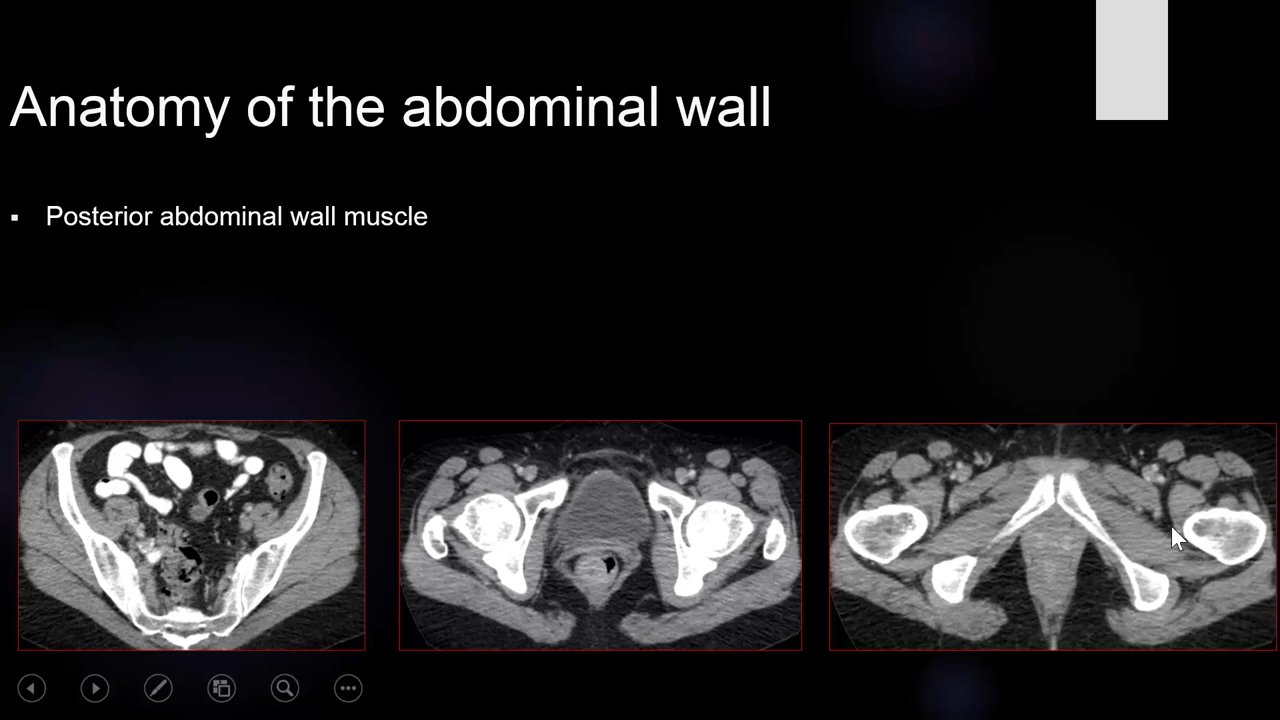 Anatomy of the abdominal wall
▪ Posterior abdominal wall muscle